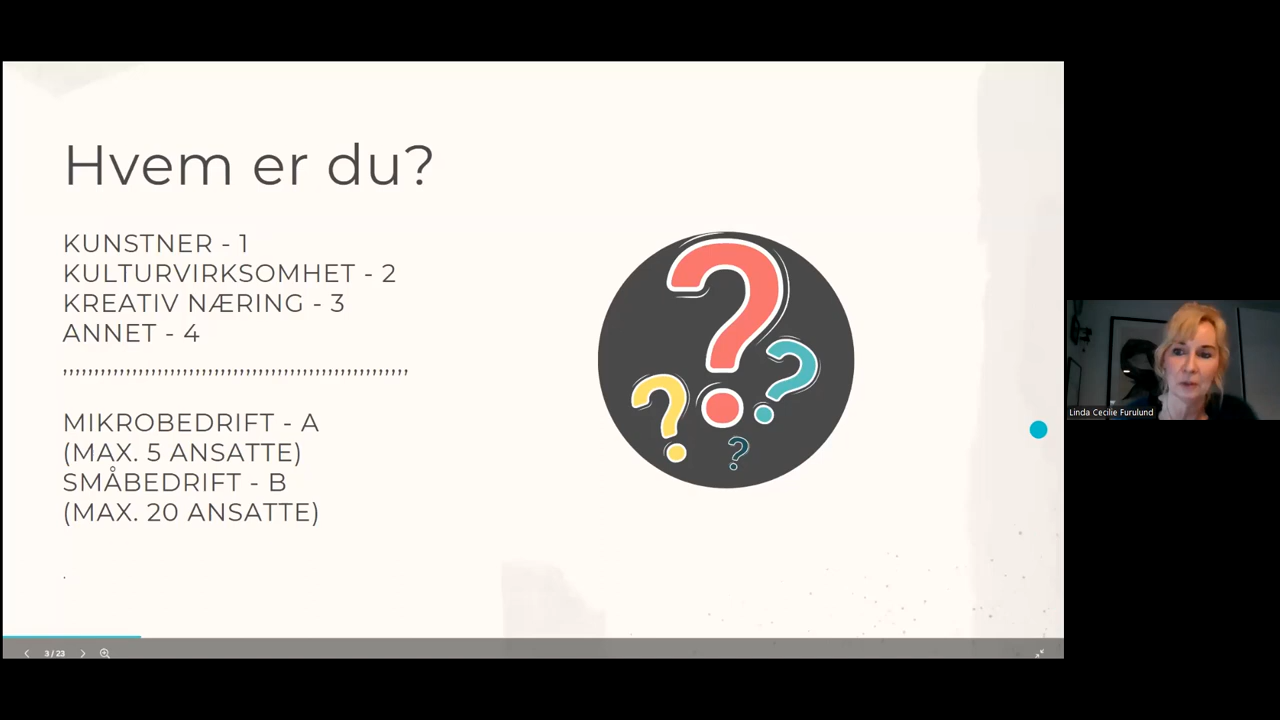 Hvem er du?
KUNSTNER - 1
KULTURVIRKSOMHET - 2
KREATIV NÆRING - 3
ANNET - 4
,,,,,,,,,,,,,,,,,,,,,,,,,,,,,,,,,,,,,,,,,,,,,,,,,,,,,,,
MIKROBEDRIFT - A
(MAX. 5 ANSATTE)
SMÅBEDRIFT - B
(MAX. 20 ANSATTE)
.
? ? ? ?
3 / 23
Linda Cecilie Furulund